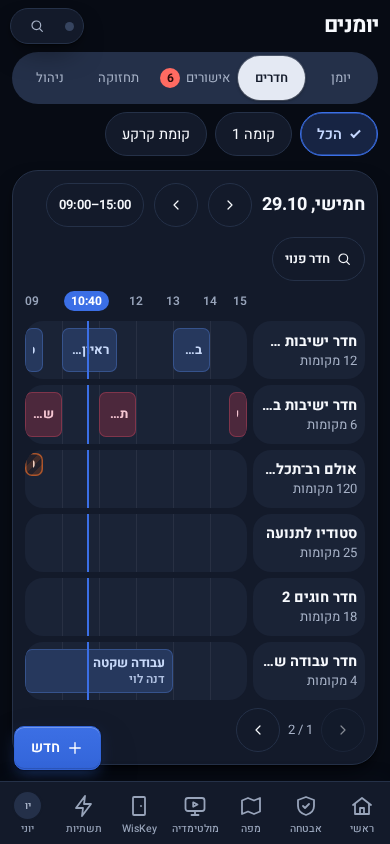 יומנים
יומן
חדרים
אישורים 6
תחזוקה
ניהול
הכל
קומה 1
קומת קרקע
חמישי, 29.10
09:00–15:00
חדר פנוי
09 10:40 12 13 14 15
חדר ישיבות ...
12 מקומות
ראיון...
ב...
חדר ישיבות ב...
6 מקומות
ש...
ת...
אולם רב־תכל...
120 מקומות
סטודיו לתנועה
25 מקומות
חדר חוגים 2
18 מקומות
חדר עבודה ש...
4 מקומות
עבודה שקטה
דנה לוי
1 / 2
חדש
ראשי
אבטחה
מפה
מולטימדיה
WisKey
תשתיות
יו
יוני